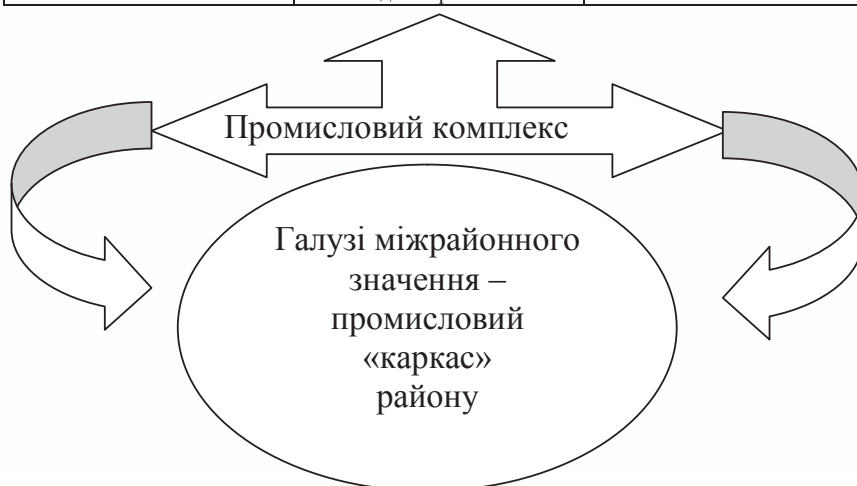 Промисловий комплекс
Галузі міжрайонного
значення –
промисловий
«каркас»
району